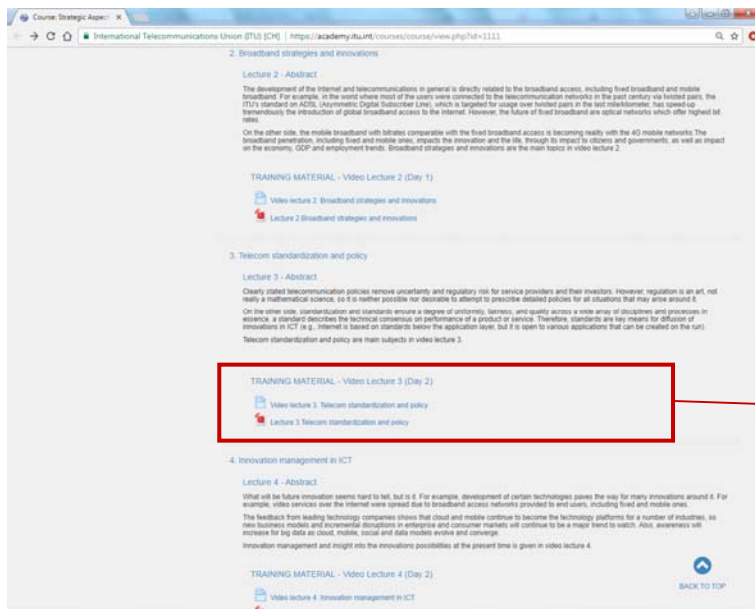 Course: Strategic Aspect
International Telecommunications Union (ITU) [CH] | https://academy.itu.int/courses/course/view.php?id=1111
2. Broadband strategies and innovations
Lecture 2 - Abstract
The development of the Internet and telecommunications in general is directly related to the broadband access, including fixed broadband and mobile
broadband. For example, in the world where most of the users were connected to the telecommunication networks in the past century via twisted pairs, the
ITU's standard on ADSL (Asymmetric Digital Subscriber Line), which is targeted for usage over twisted pairs in the last mile/kilometer, has speed-up
tremendously the introduction of global broadband access to the Internet. However, the future of fixed broadband are optical networks which offer highest bit
rates.
On the other side, the mobile broadband with bitrates comparable with the fixed broadband access is becoming reality with the 4G mobile networks.The
broadband penetration, including fixed and mobile ones, impacts the innovation and the life, through its impact to citizens and governments, as well as impact
on the economy, GDP and employment trends. Broadband strategies and innovations are the main topics in video lecture 2.
TRAINING MATERIAL - Video Lecture 2 (Day 1)
Video lecture 2: Broadband strategies and innovations
Lecture 2 Broadband strategies and innovations
3. Telecom standardization and policy
Lecture 3 - Abstract
Clearly stated telecommunication policies remove uncertainty and regulatory risk for service providers and their investors. However, regulation is an art, not
really a mathematical science, so it is neither possible nor desirable to attempt to prescribe detailed policies for all situations that may arise around it.
On the other side, standardization and standards ensure a degree of uniformity, fairness, and quality across a wide array of disciplines and processes in
essence, a standard describes the technical consensus on performance of a product or service. Therefore, standards are key means for diffusion of
innovations in ICT (e.g., Internet is based on standards below the application layer, but it is open to various applications that can be created on the run).
Telecom standardization and policy are main subjects in video lecture 3.
TRAINING MATERIAL - Video Lecture 3 (Day 2)
Video lecture 3: Telecom standardization and policy
Lecture 3 Telecom standardization and policy
4. Innovation management in ICT
Lecture 4 - Abstract
What will be future innovation seems hard to tell, but is it. For example, development of certain technologies paves the way for many innovations around it. For
example, video services over the Internet were spread due to broadband access networks provided to end users, including fixed and mobile ones.
The feedback from leading technology companies shows that cloud and mobile continue to become the technology platforms for a number of industries, so
new business models and incremental disruptions in enterprise and consumer markets will continue to be a major trend to watch. Also, awareness will
increase for big data as cloud, mobile, social and data models evolve and converge.
Innovation management and insight into the innovations possibilities at the present time is given in video lecture 4.
TRAINING MATERIAL - Video Lecture 4 (Day 2)
Video lecture 4: Innovation management in ICT
BACK TO TOP